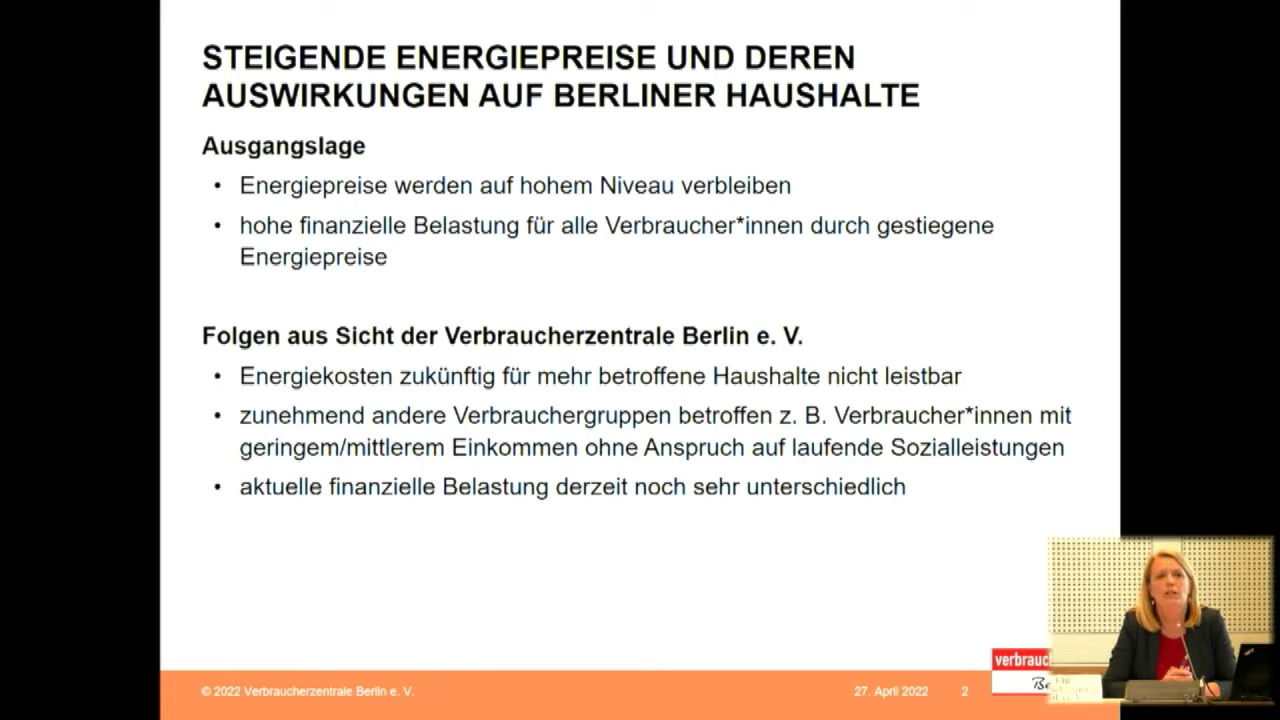 STEIGENDE ENERGIEPREISE UND DEREN
AUSWIRKUNGEN AUF BERLINER HAUSHALTE
Ausgangslage
• Energiepreise werden auf hohem Niveau verbleiben
• hohe finanzielle Belastung für alle Verbraucher*innen durch gestiegene
Energiepreise
Folgen aus Sicht der Verbraucherzentrale Berlin e. V.
• Energiekosten zukünftig für mehr betroffene Haushalte nicht leistbar
• zunehmend andere Verbrauchergruppen betroffen z. B. Verbraucher*innen mit
geringem/mittlerem Einkommen ohne Anspruch auf laufende Sozialleistungen
• aktuelle finanzielle Belastung derzeit noch sehr unterschiedlich
verbrauc
Be
© 2022 Verbraucherzentrale Berlin e. V.
27. April 2022 2